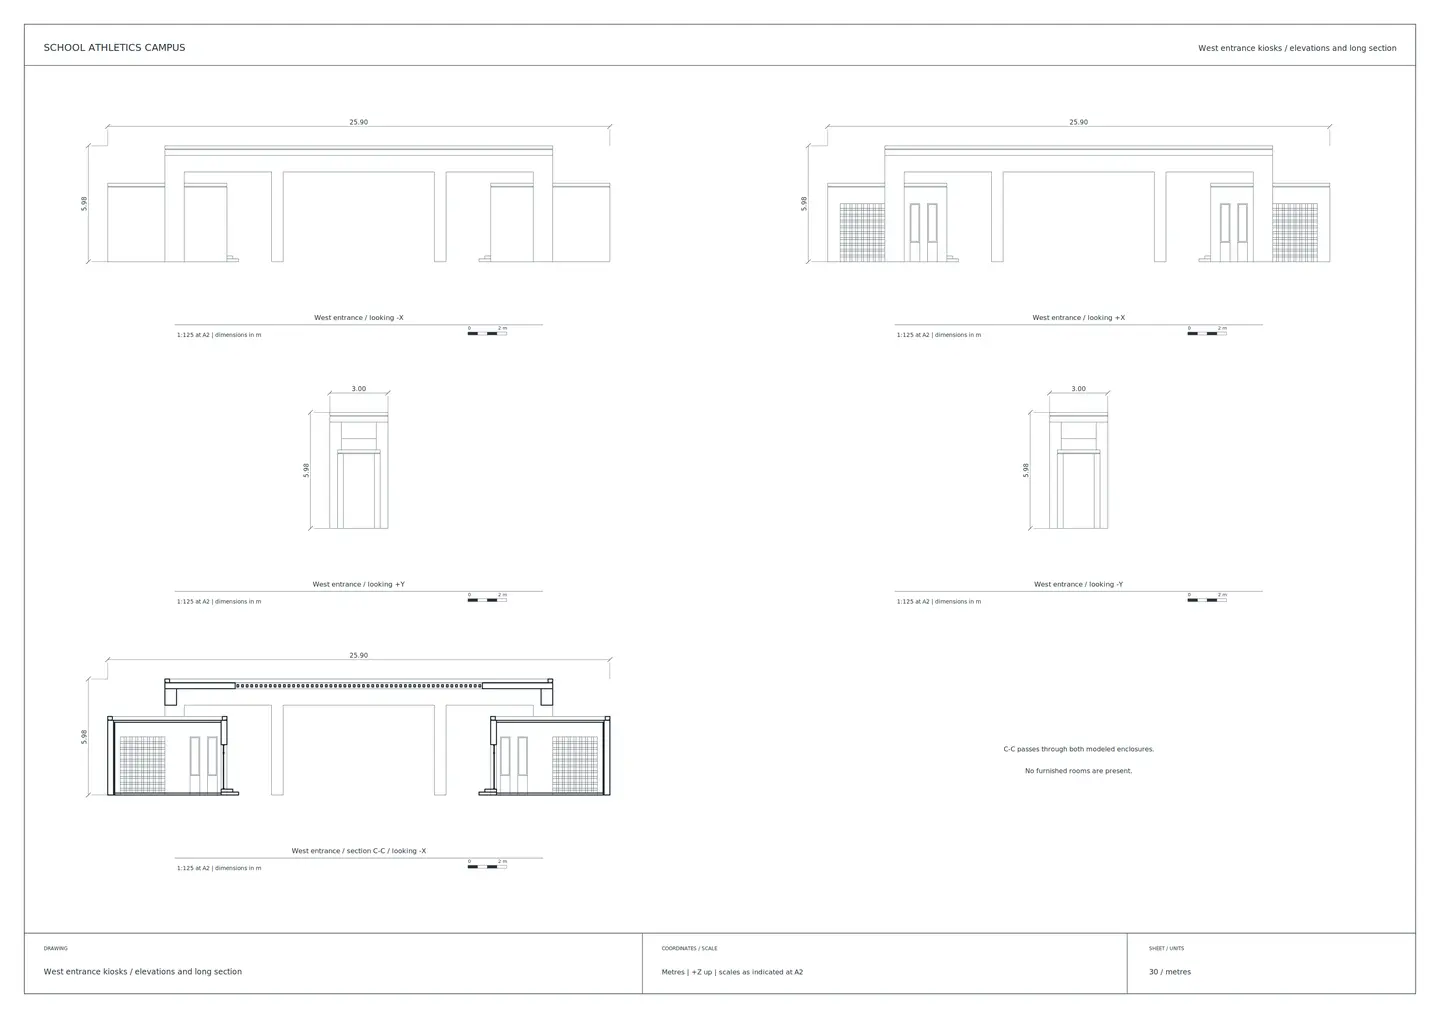 SCHOOL ATHLETICS CAMPUS
West entrance kiosks / elevations and long section
25.90
25.90
5.98
5.98
West entrance / looking -X
West entrance / looking +X
1:125 at A2 | dimensions in m
0 2 m
1:125 at A2 | dimensions in m
0 2 m
3.00
3.00
5.98
5.98
West entrance / looking +Y
West entrance / looking -Y
1:125 at A2 | dimensions in m
0 2 m
1:125 at A2 | dimensions in m
0 2 m
25.90
5.98
C-C passes through both modeled enclosures.
No furnished rooms are present.
West entrance / section C-C / looking -X
1:125 at A2 | dimensions in m
0 2 m
DRAWING
West entrance kiosks / elevations and long section
COORDINATES / SCALE
Metres | +Z up | scales as indicated at A2
SHEET / UNITS
30 / metres